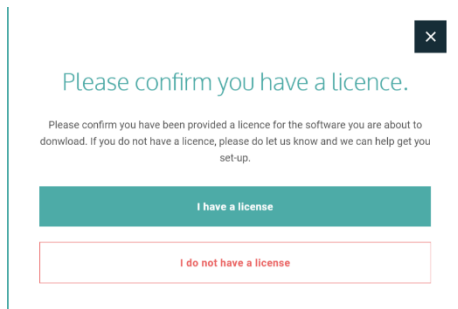 Please confirm you have a licence.
Please confirm you have been provided a licence for the software you are about to
donwload. If you do not have a licence, please do let us know and we can help get you
set-up.
I have a license
I do not have a license